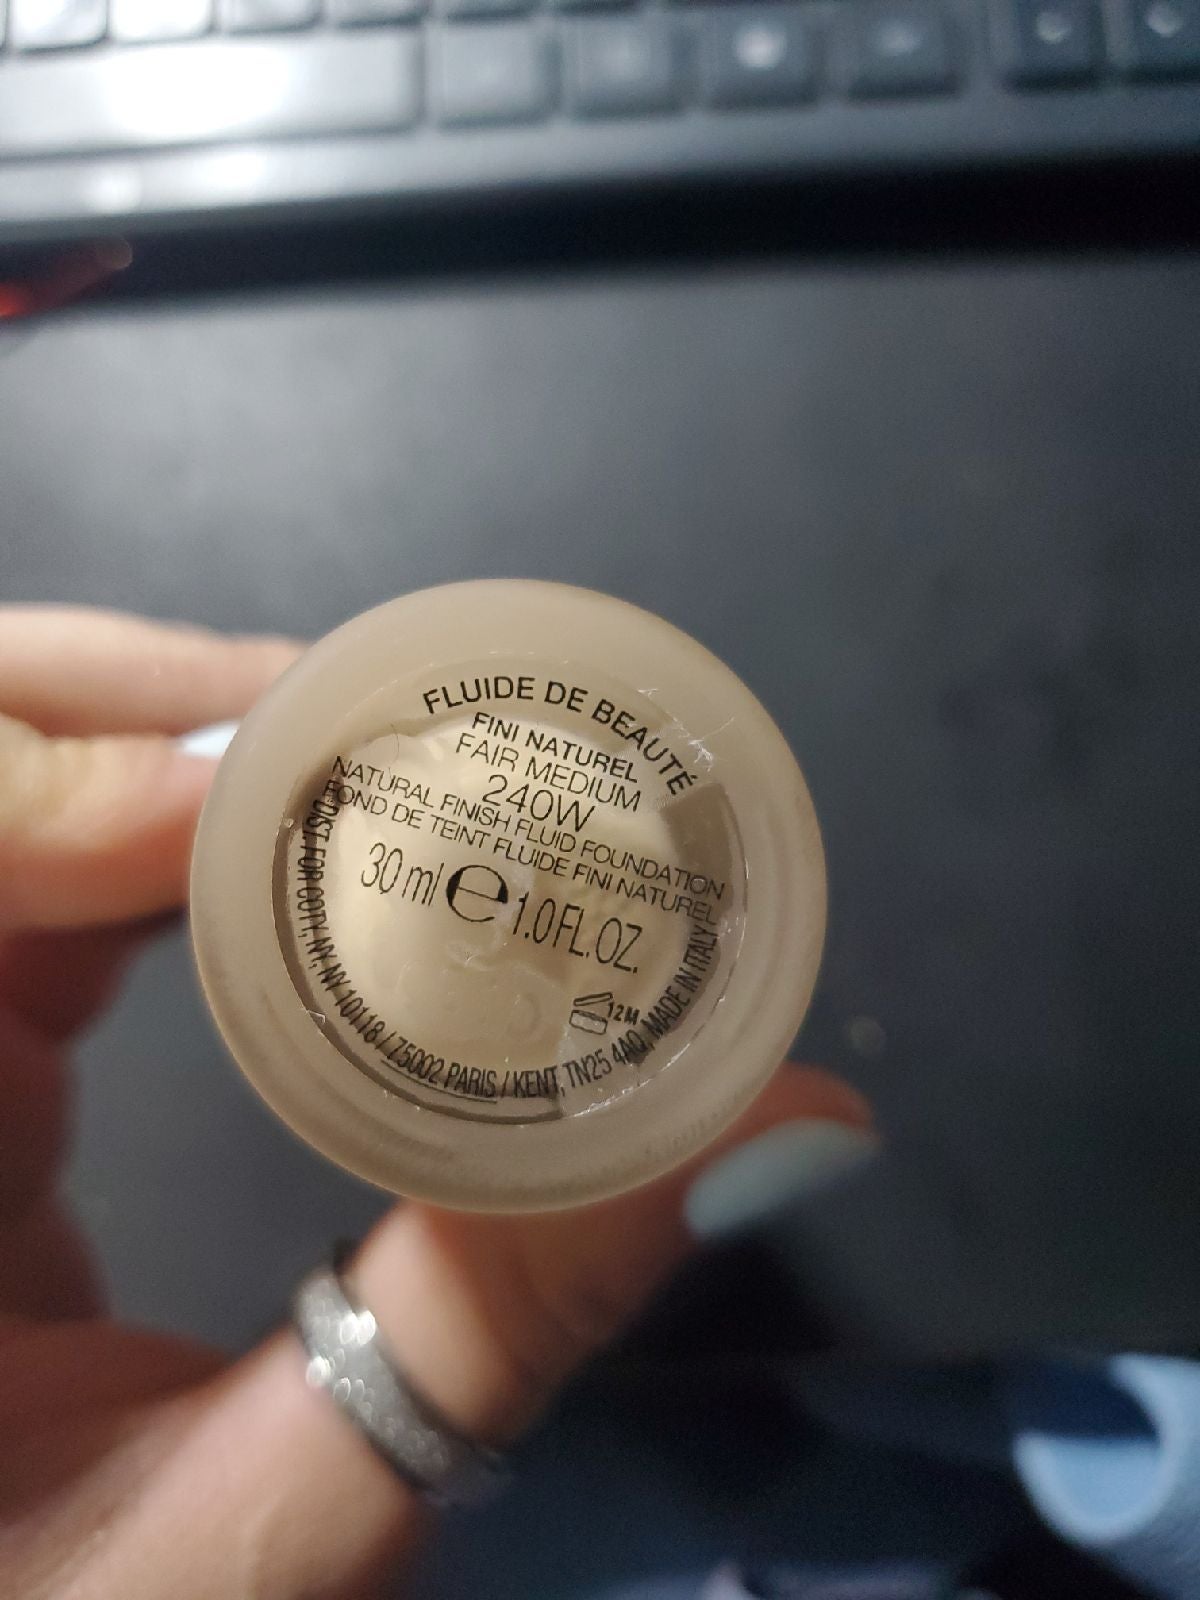 FLUIDE DE BEAUTÉ
FINI NATUREL
FAIR MEDIUM
240W
NATURAL FINISH FLUID FOUNDATION
FOND DE TEINT FLUIDE FINI NATUREL
30 ml e 1.0 FL.OZ.
12M
DIST. FOR COTY, NY, NY 10118 / 75002 PARIS / KENT, TN25 4AQ, MADE IN ITALY